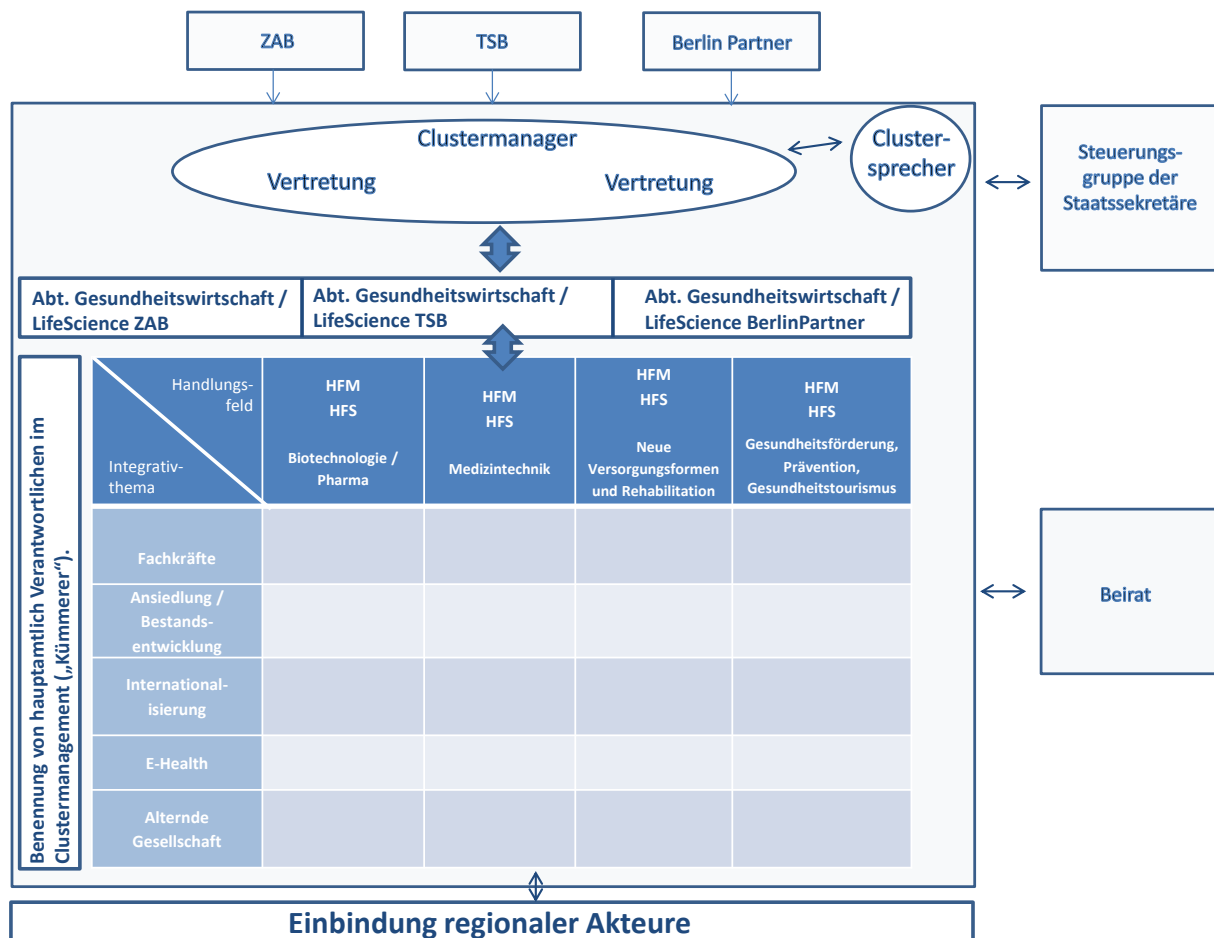 ZAB
TSB
Berlin Partner
Clustermanager
Vertretung
Vertretung
Cluster-
sprecher
Steuerungs-
gruppe der
Staatssekretäre
Abt. Gesundheitswirtschaft /
LifeScience ZAB
Abt. Gesundheitswirtschaft /
LifeScience TSB
Abt. Gesundheitswirtschaft /
LifeScience BerlinPartner
Benennung von hauptamtlich Verantwortlichen im
Clustermanagement („Kümmerer“).
Handlungs-
feld
Integrativ-
thema
HFM
HFS
Biotechnologie /
Pharma
HFM
HFS
Medizintechnik
HFM
HFS
Neue
Versorgungsformen
und Rehabilitation
HFM
HFS
Gesundheitsförderung,
Prävention,
Gesundheitstourismus
Fachkräfte
Ansiedlung /
Bestands-
entwicklung
International-
isierung
E-Health
Alternde
Gesellschaft
Beirat
Einbindung regionaler Akteure